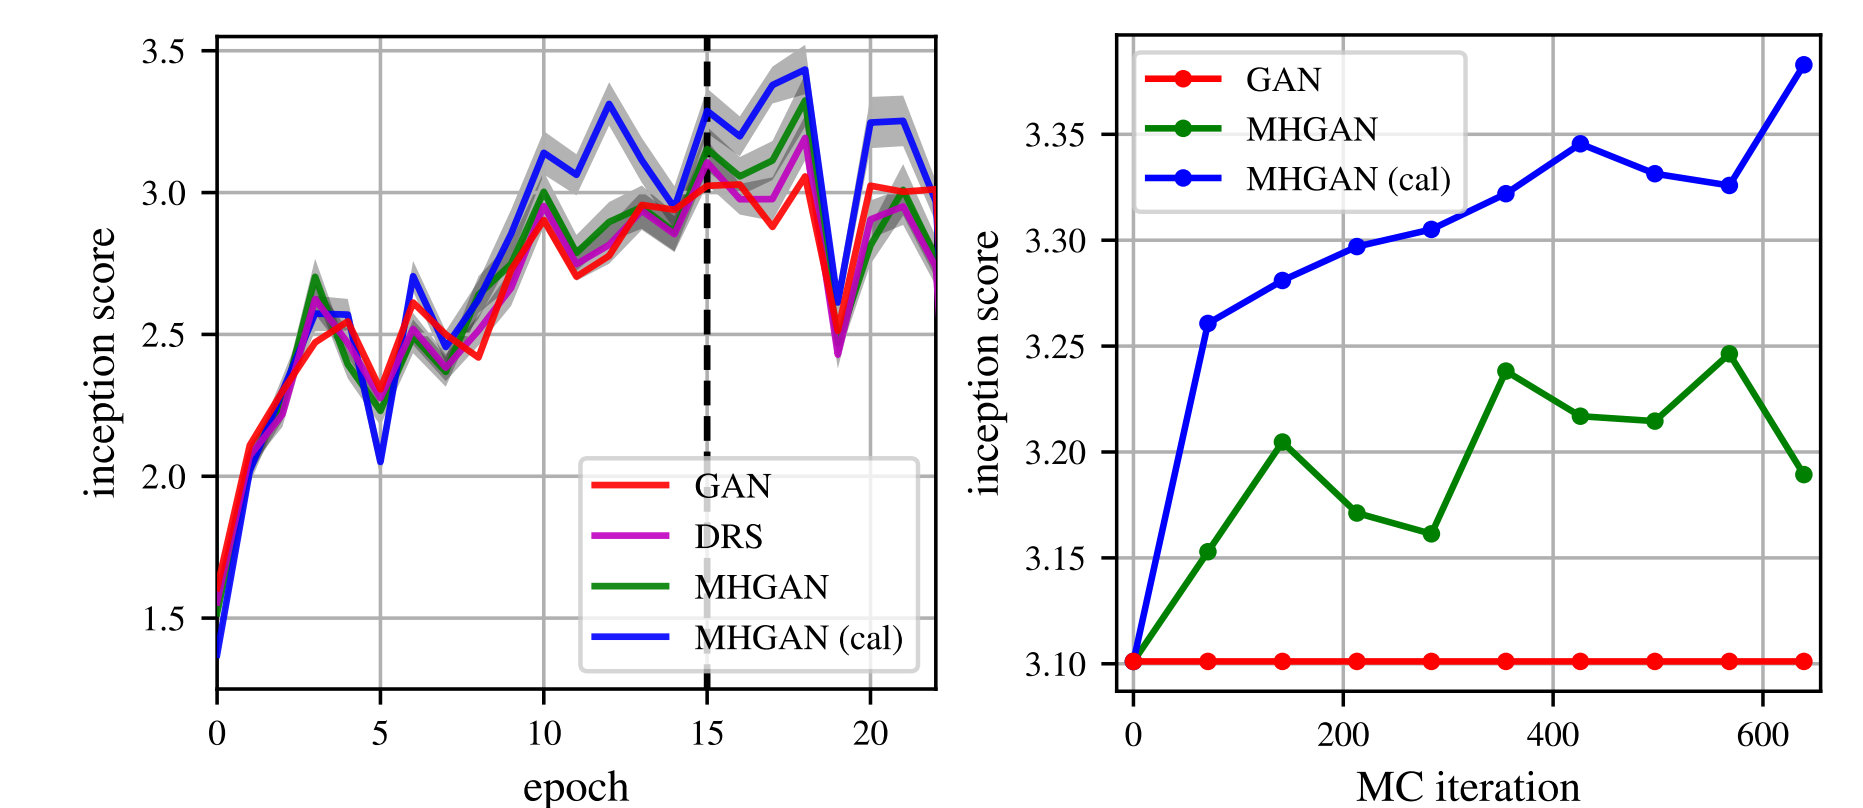 3.5
3.0
2.5
2.0
1.5
inception score
0
5
10
15
20
epoch
GAN
DRS
MHGAN
MHGAN (cal)
3.35
3.30
3.25
3.20
3.15
3.10
inception score
0
200
400
600
MC iteration
GAN
MHGAN
MHGAN (cal)